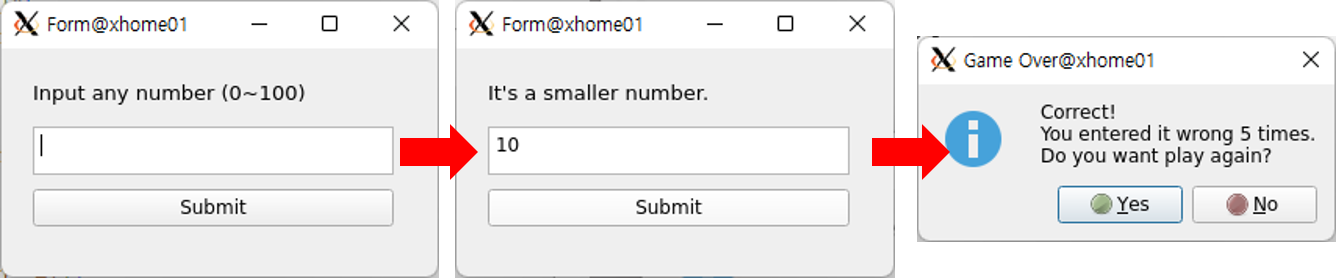 Form@xhome01
Input any number (0~100)
Submit
Form@xhome01
It's a smaller number.
10
Submit
Game Over@xhome01
Correct!
You entered it wrong 5 times.
Do you want play again?
Yes
No